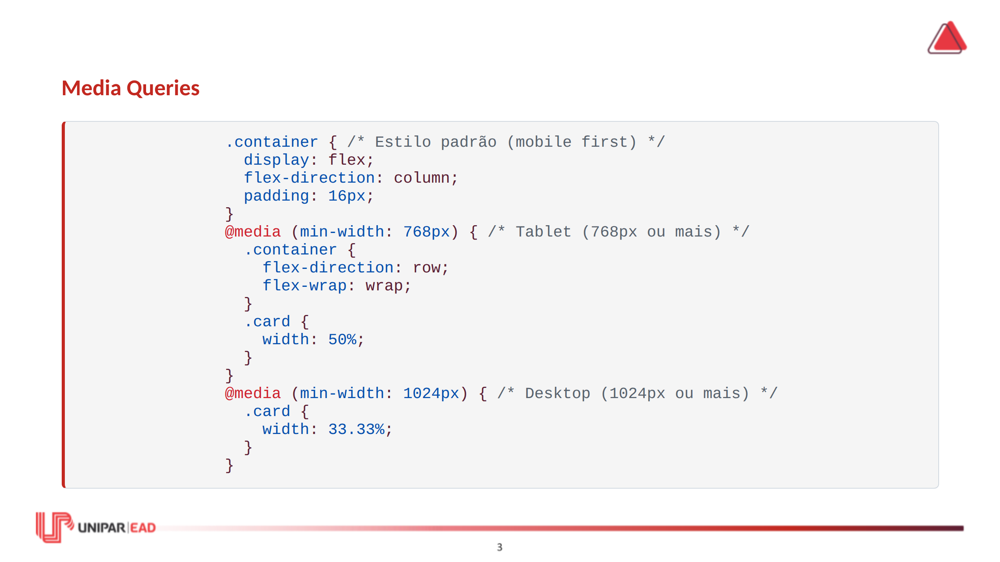 Media Queries
.container { /* Estilo padrão (mobile first) */
  display: flex;
  flex-direction: column;
  padding: 16px;
}
@media (min-width: 768px) { /* Tablet (768px ou mais) */
  .container {
    flex-direction: row;
    flex-wrap: wrap;
  }
  .card {
    width: 50%;
  }
}
@media (min-width: 1024px) { /* Desktop (1024px ou mais) */
  .card {
    width: 33.33%;
  }
}
UNIPAR|EAD
3